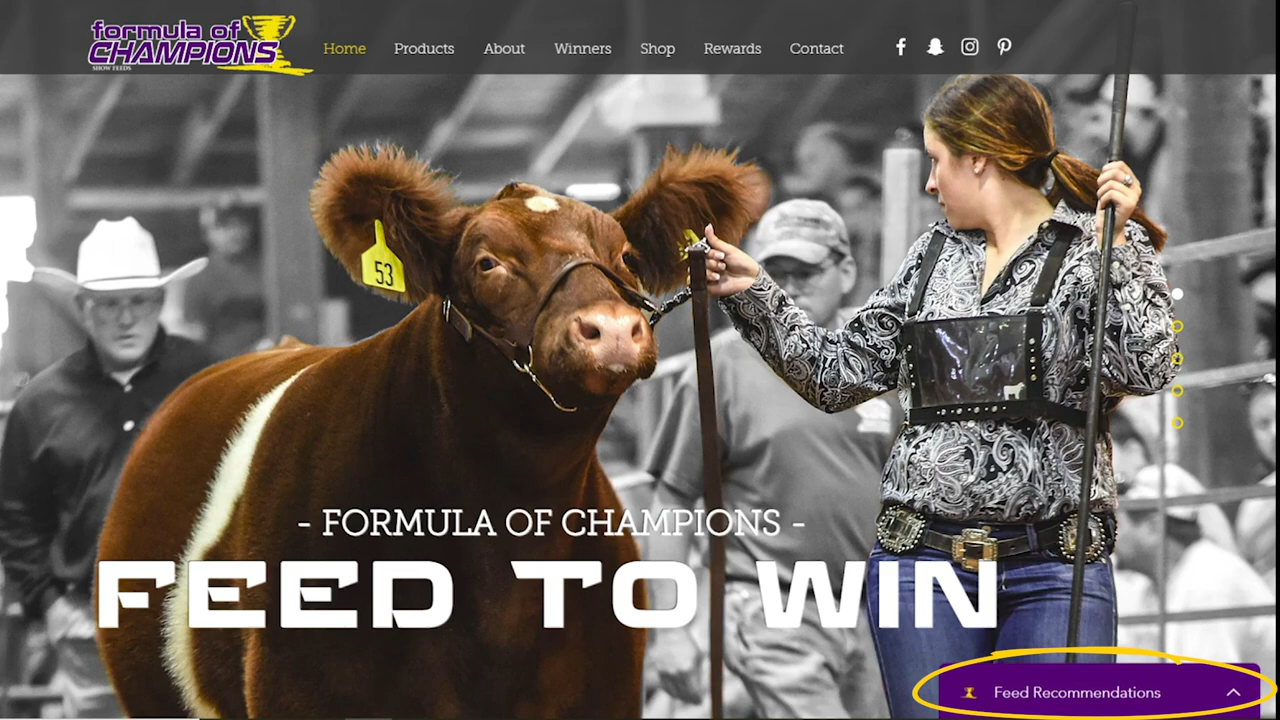 formula of
CHAMPIONS
SHOW FEEDS
Home Products About Winners Shop Rewards Contact
53
- FORMULA OF CHAMPIONS -
FEED TO WIN
Feed Recommendations